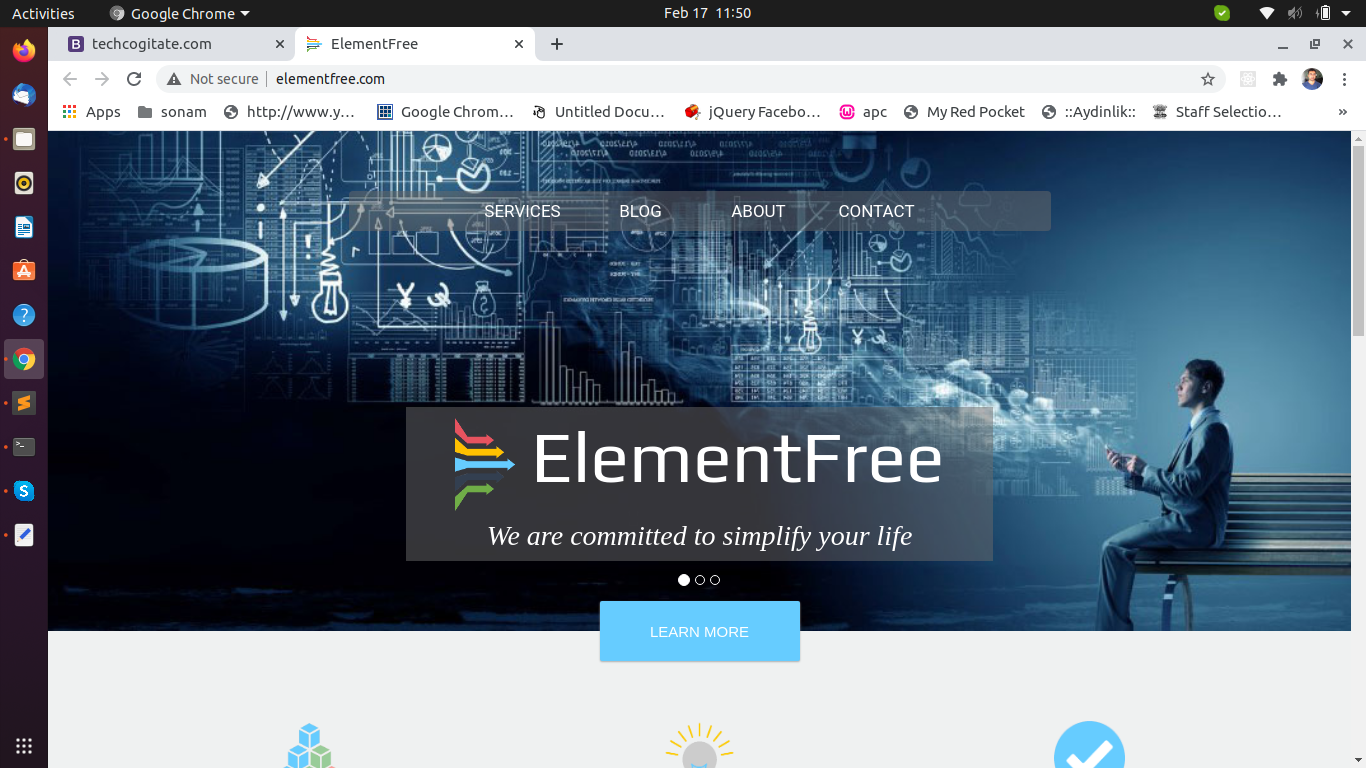 Activities
Google Chrome
Feb 17 11:50
techcogitate.com
ElementFree
Not secure
elementfree.com
Apps
sonam
http://www.y...
Google Chrom...
Untitled Docu...
jQuery Facebo...
apc
My Red Pocket
::Aydinlik::
Staff Selectio...
»
SERVICES
BLOG
ABOUT
CONTACT
ElementFree
We are committed to simplify your life
LEARN MORE